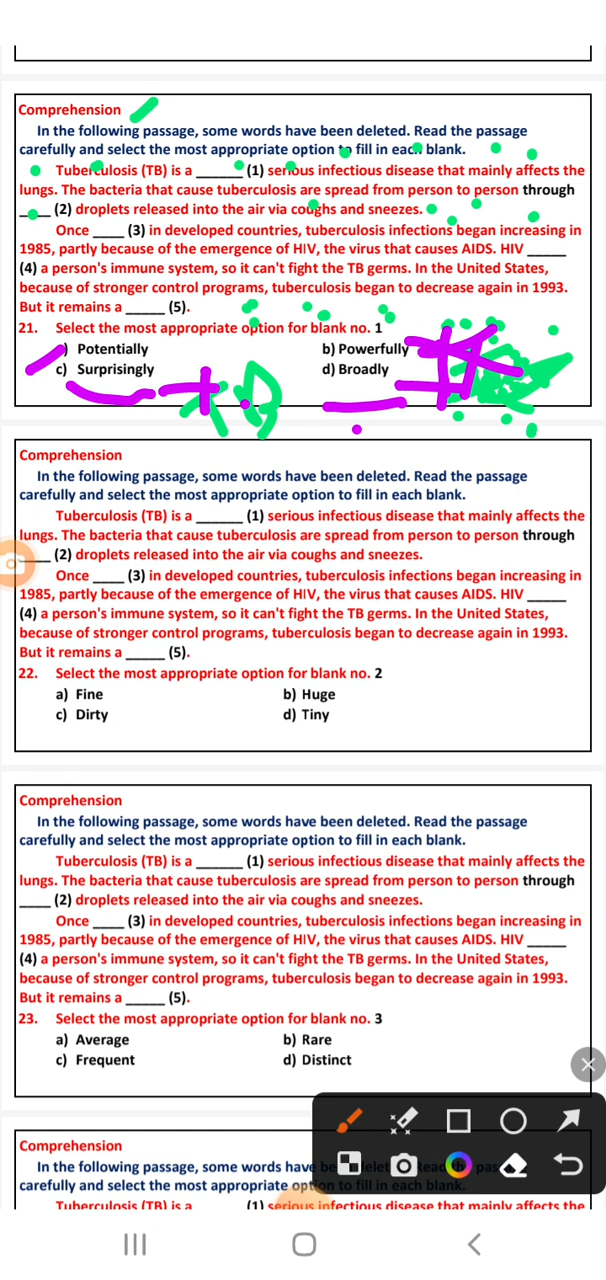 Comprehension
In the following passage, some words have been deleted. Read the passage
carefully and select the most appropriate option to fill in each blank.
Tuberculosis (TB) is a ______ (1) serious infectious disease that mainly affects the
lungs. The bacteria that cause tuberculosis are spread from person to person through
____ (2) droplets released into the air via coughs and sneezes.
Once ____ (3) in developed countries, tuberculosis infections began increasing in
1985, partly because of the emergence of HIV, the virus that causes AIDS. HIV _____
(4) a person's immune system, so it can't fight the TB germs. In the United States,
because of stronger control programs, tuberculosis began to decrease again in 1993.
But it remains a _____ (5).
21. Select the most appropriate option for blank no. 1
) Potentially b) Powerfully
c) Surprisingly d) Broadly
Comprehension
In the following passage, some words have been deleted. Read the passage
carefully and select the most appropriate option to fill in each blank.
Tuberculosis (TB) is a ______ (1) serious infectious disease that mainly affects the
lungs. The bacteria that cause tuberculosis are spread from person to person through
____ (2) droplets released into the air via coughs and sneezes.
Once ____ (3) in developed countries, tuberculosis infections began increasing in
1985, partly because of the emergence of HIV, the virus that causes AIDS. HIV _____
(4) a person's immune system, so it can't fight the TB germs. In the United States,
because of stronger control programs, tuberculosis began to decrease again in 1993.
But it remains a _____ (5).
22. Select the most appropriate option for blank no. 2
a) Fine b) Huge
c) Dirty d) Tiny
Comprehension
In the following passage, some words have been deleted. Read the passage
carefully and select the most appropriate option to fill in each blank.
Tuberculosis (TB) is a ______ (1) serious infectious disease that mainly affects the
lungs. The bacteria that cause tuberculosis are spread from person to person through
____ (2) droplets released into the air via coughs and sneezes.
Once ____ (3) in developed countries, tuberculosis infections began increasing in
1985, partly because of the emergence of HIV, the virus that causes AIDS. HIV _____
(4) a person's immune system, so it can't fight the TB germs. In the United States,
because of stronger control programs, tuberculosis began to decrease again in 1993.
But it remains a _____ (5).
23. Select the most appropriate option for blank no. 3
a) Average b) Rare
c) Frequent d) Distinct
Comprehension
In the following passage, some words have
carefully and select the most appropriate option to fill in each blank.
Tuberculosis (TB) is a (1) serious infectious disease that mainly affects the